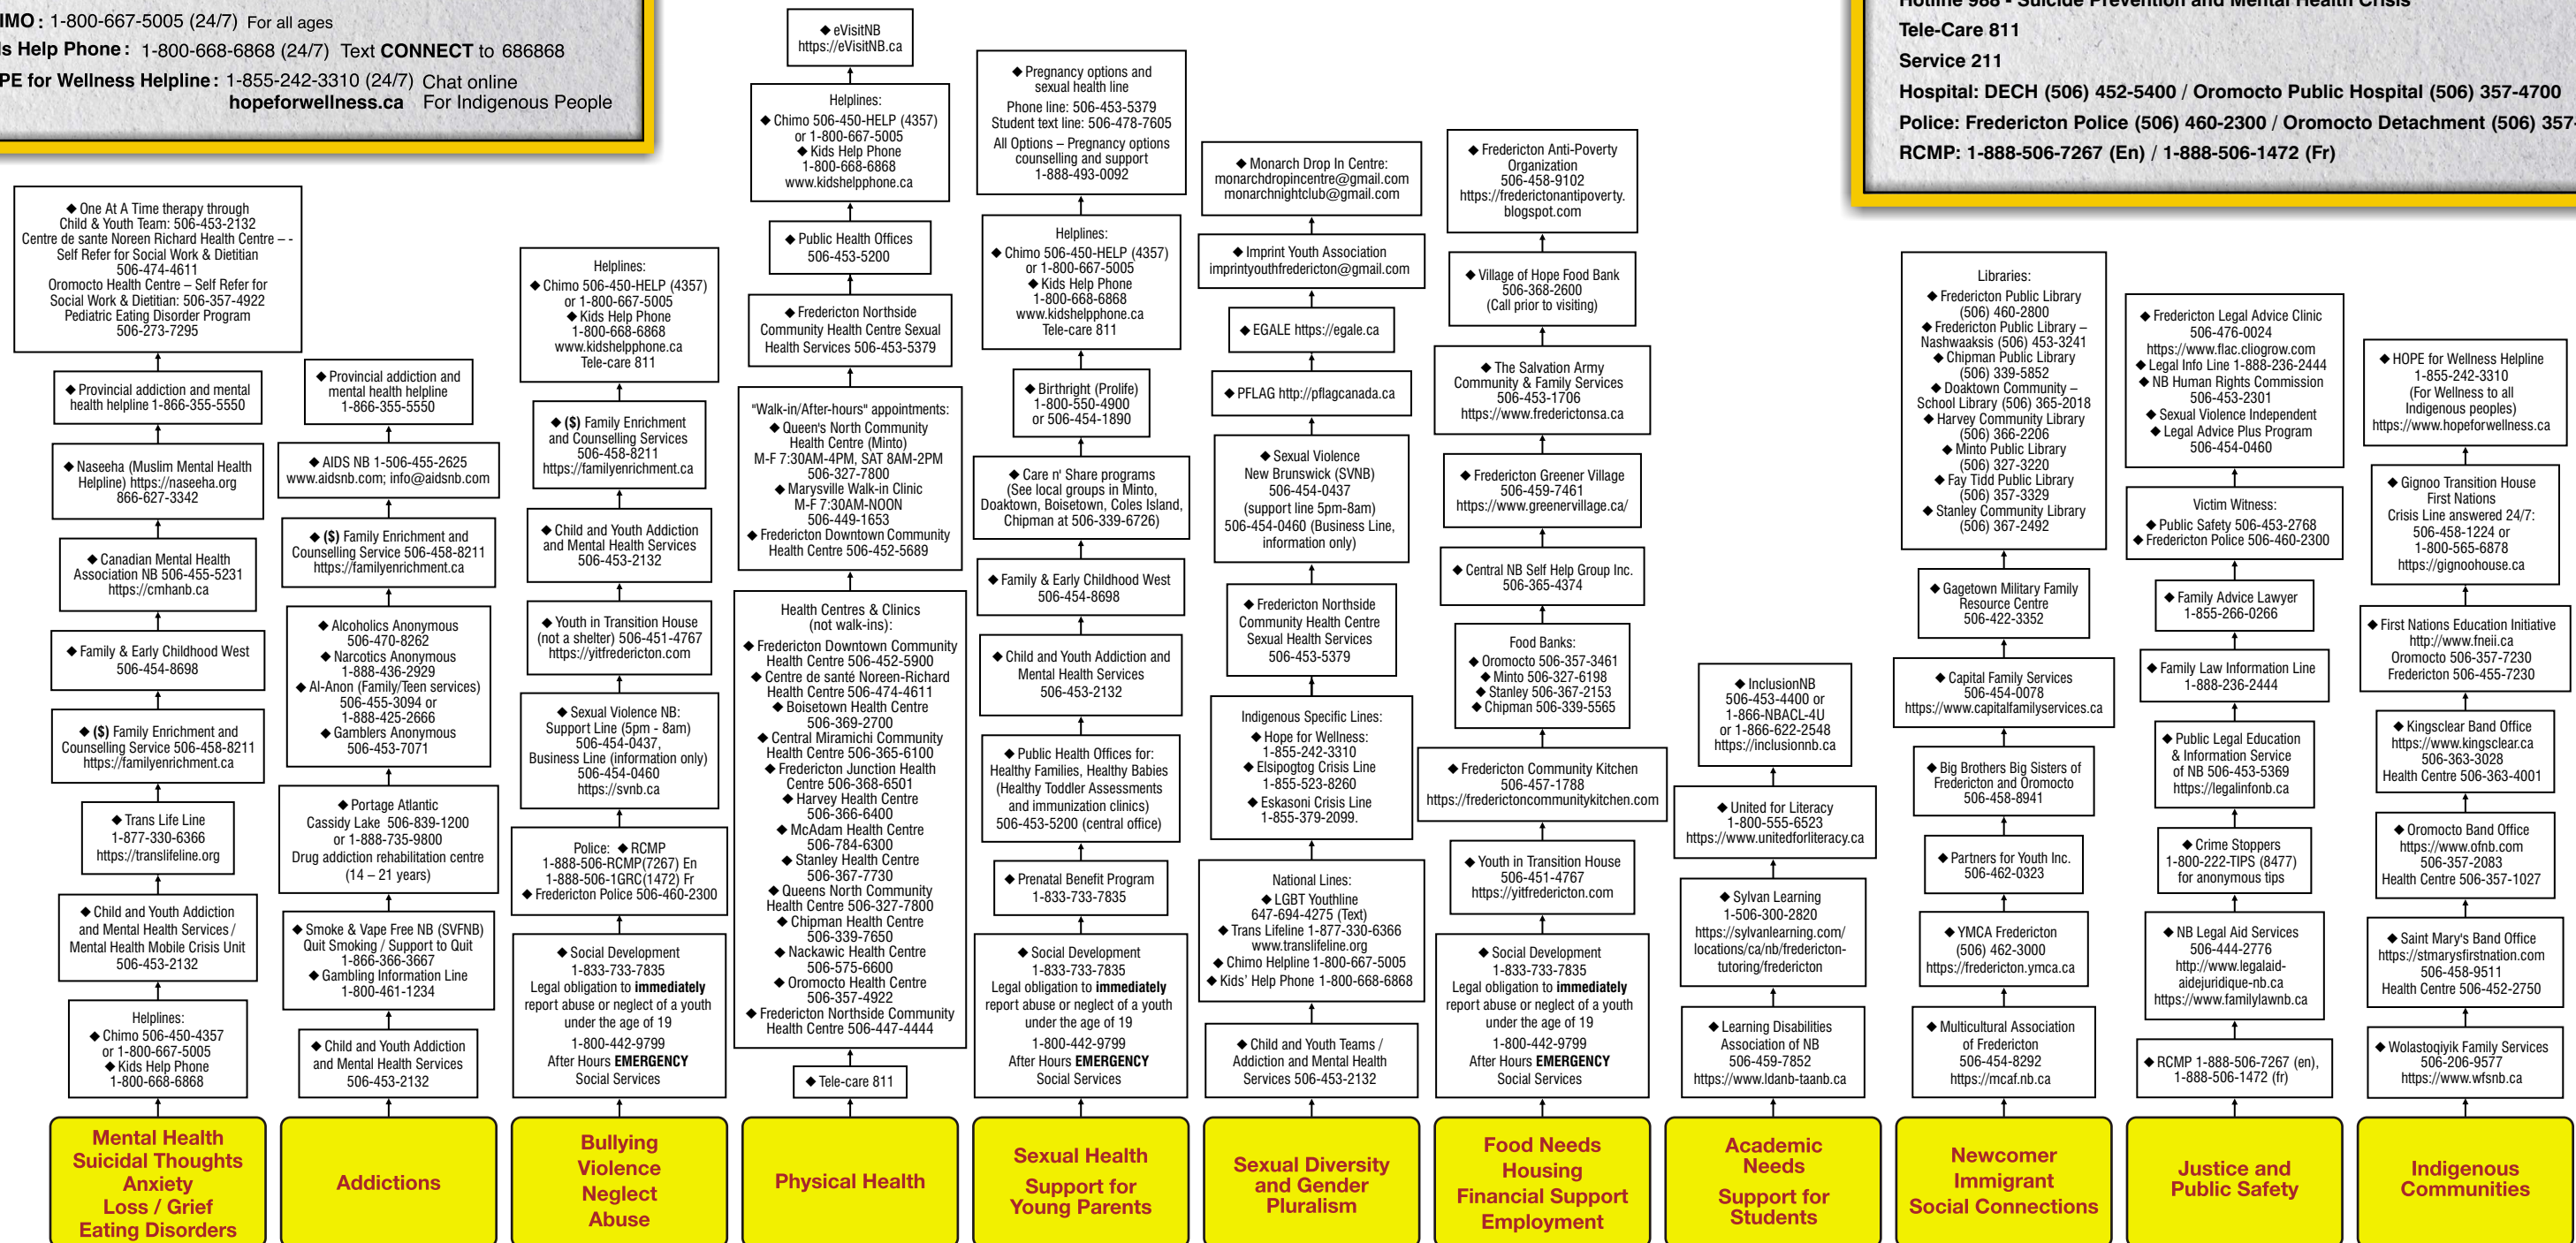 IMO: 1-800-667-5005 (24/7) For all ages
ls Help Phone: 1-800-668-6868 (24/7) Text CONNECT to 686868
PE for Wellness Helpline: 1-855-242-3310 (24/7) Chat online
hopeforwellness.ca For Indigenous People
Hotline 988 - Suicide Prevention and Mental Health Crisis
Tele-Care 811
Service 211
Hospital: DECH (506) 452-5400 / Oromocto Public Hospital (506) 357-4700
Police: Fredericton Police (506) 460-2300 / Oromocto Detachment (506) 357-
RCMP: 1-888-506-7267 (En) / 1-888-506-1472 (Fr)
◆ One At A Time therapy through
Child & Youth Team: 506-453-2132
Centre de sante Noreen Richard Health Centre – -
Self Refer for Social Work & Dietitian
506-474-4611
Oromocto Health Centre – Self Refer for
Social Work & Dietitian: 506-357-4922
Pediatric Eating Disorder Program
506-273-7295
◆ Provincial addiction and mental
health helpline 1-866-355-5550
◆ Naseeha (Muslim Mental Health
Helpline) https://naseeha.org
866-627-3342
◆ Canadian Mental Health
Association NB 506-455-5231
https://cmhanb.ca
◆ Family & Early Childhood West
506-454-8698
◆ ($) Family Enrichment and
Counselling Service 506-458-8211
https://familyenrichment.ca
◆ Trans Life Line
1-877-330-6366
https://translifeline.org
◆ Child and Youth Addiction
and Mental Health Services /
Mental Health Mobile Crisis Unit
506-453-2132
Helplines:
◆ Chimo 506-450-4357
or 1-800-667-5005
◆ Kids Help Phone
1-800-668-6868
Mental Health
Suicidal Thoughts
Anxiety
Loss / Grief
Eating Disorders
◆ Provincial addiction and
mental health helpline
1-866-355-5550
◆ AIDS NB 1-506-455-2625
www.aidsnb.com; info@aidsnb.com
◆ ($) Family Enrichment and
Counselling Service 506-458-8211
https://familyenrichment.ca
◆ Alcoholics Anonymous
506-470-8262
◆ Narcotics Anonymous
1-888-436-2929
◆ Al-Anon (Family/Teen services)
506-455-3094 or
1-888-425-2666
◆ Gamblers Anonymous
506-453-7071
◆ Portage Atlantic
Cassidy Lake 506-839-1200
or 1-888-735-9800
Drug addiction rehabilitation centre
(14 – 21 years)
◆ Smoke & Vape Free NB (SVFNB)
Quit Smoking / Support to Quit
1-866-366-3667
◆ Gambling Information Line
1-800-461-1234
◆ Child and Youth Addiction
and Mental Health Services
506-453-2132
Addictions
Helplines:
◆ Chimo 506-450-HELP (4357)
or 1-800-667-5005
◆ Kids Help Phone
1-800-668-6868
www.kidshelpphone.ca
Tele-care 811
◆ ($) Family Enrichment
and Counselling Services
506-458-8211
https://familyenrichment.ca
◆ Child and Youth Addiction
and Mental Health Services
506-453-2132
◆ Youth in Transition House
(not a shelter) 506-451-4767
https://yitfredericton.com
◆ Sexual Violence NB:
Support Line (5pm - 8am)
506-454-0437,
Business Line (information only)
506-454-0460
https://svnb.ca
Police: ◆ RCMP
1-888-506-RCMP(7267) En
1-888-506-1GRC(1472) Fr
◆ Fredericton Police 506-460-2300
◆ Social Development
1-833-733-7835
Legal obligation to immediately
report abuse or neglect of a youth
under the age of 19
1-800-442-9799
After Hours EMERGENCY
Social Services
Bullying
Violence
Neglect
Abuse
◆ eVisitNB
https://eVisitNB.ca
Helplines:
◆ Chimo 506-450-HELP (4357)
or 1-800-667-5005
◆ Kids Help Phone
1-800-668-6868
www.kidshelpphone.ca
◆ Public Health Offices
506-453-5200
◆ Fredericton Northside
Community Health Centre Sexual
Health Services 506-453-5379
"Walk-in/After-hours" appointments:
◆ Queen's North Community
Health Centre (Minto)
M-F 7:30AM-4PM, SAT 8AM-2PM
506-327-7800
◆ Marysville Walk-in Clinic
M-F 7:30AM-NOON
506-449-1653
◆ Fredericton Downtown Community
Health Centre 506-452-5689
Health Centres & Clinics
(not walk-ins):
◆ Fredericton Downtown Community
Health Centre 506-452-5900
◆ Centre de santé Noreen-Richard
Health Centre 506-474-4611
◆ Boisetown Health Centre
506-369-2700
◆ Central Miramichi Community
Health Centre 506-365-6100
◆ Fredericton Junction Health
Centre 506-368-6501
◆ Harvey Health Centre
506-366-6400
◆ McAdam Health Centre
506-784-6300
◆ Stanley Health Centre
506-367-7730
◆ Queens North Community
Health Centre 506-327-7800
◆ Chipman Health Centre
506-339-7650
◆ Nackawic Health Centre
506-575-6600
◆ Oromocto Health Centre
506-357-4922
◆ Fredericton Northside Community
Health Centre 506-447-4444
◆ Tele-care 811
Physical Health
◆ Pregnancy options and
sexual health line
Phone line: 506-453-5379
Student text line: 506-478-7605
All Options – Pregnancy options
counselling and support
1-888-493-0092
Helplines:
◆ Chimo 506-450-HELP (4357)
or 1-800-667-5005
◆ Kids Help Phone
1-800-668-6868
www.kidshelpphone.ca
Tele-care 811
◆ Birthright (Prolife)
1-800-550-4900
or 506-454-1890
◆ Care n' Share programs
(See local groups in Minto,
Doaktown, Boisetown, Coles Island,
Chipman at 506-339-6726)
◆ Family & Early Childhood West
506-454-8698
◆ Child and Youth Addiction and
Mental Health Services
506-453-2132
◆ Public Health Offices for:
Healthy Families, Healthy Babies
(Healthy Toddler Assessments
and immunization clinics)
506-453-5200 (central office)
◆ Prenatal Benefit Program
1-833-733-7835
◆ Social Development
1-833-733-7835
Legal obligation to immediately
report abuse or neglect of a youth
under the age of 19
1-800-442-9799
After Hours EMERGENCY
Social Services
Sexual Health
Support for
Young Parents
◆ Monarch Drop In Centre:
monarchdropincentre@gmail.com
monarchnightclub@gmail.com
◆ Imprint Youth Association
imprintyouthfredericton@gmail.com
◆ EGALE https://egale.ca
◆ PFLAG http://pflagcanada.ca
◆ Sexual Violence
New Brunswick (SVNB)
506-454-0437
(support line 5pm-8am)
506-454-0460 (Business Line,
information only)
◆ Fredericton Northside
Community Health Centre
Sexual Health Services
506-453-5379
Indigenous Specific Lines:
◆ Hope for Wellness:
1-855-242-3310
◆ Elsipogtog Crisis Line
1-855-523-8260
◆ Eskasoni Crisis Line
1-855-379-2099.
National Lines:
◆ LGBT Youthline
647-694-4275 (Text)
◆ Trans Lifeline 1-877-330-6366
www.translifeline.org
◆ Chimo Helpline 1-800-667-5005
◆ Kids' Help Phone 1-800-668-6868
◆ Child and Youth Teams /
Addiction and Mental Health
Services 506-453-2132
Sexual Diversity
and Gender
Pluralism
◆ Fredericton Anti-Poverty
Organization
506-458-9102
https://frederictonantipoverty.
blogspot.com
◆ Village of Hope Food Bank
506-368-2600
(Call prior to visiting)
◆ The Salvation Army
Community & Family Services
506-453-1706
https://www.frederictonsa.ca
◆ Fredericton Greener Village
506-459-7461
https://www.greenervillage.ca/
◆ Central NB Self Help Group Inc.
506-365-4374
Food Banks:
◆ Oromocto 506-357-3461
◆ Minto 506-327-6198
◆ Stanley 506-367-2153
◆ Chipman 506-339-5565
◆ Fredericton Community Kitchen
506-457-1788
https://frederictoncommunitykitchen.com
◆ Youth in Transition House
506-451-4767
https://yitfredericton.com
◆ Social Development
1-833-733-7835
Legal obligation to immediately
report abuse or neglect of a youth
under the age of 19
1-800-442-9799
After Hours EMERGENCY
Social Services
Food Needs
Housing
Financial Support
Employment
◆ InclusionNB
506-453-4400 or
1-866-NBACL-4U
or 1-866-622-2548
https://inclusionnb.ca
◆ United for Literacy
1-800-555-6523
https://www.unitedforliteracy.ca
◆ Sylvan Learning
1-506-300-2820
https://sylvanlearning.com/
locations/ca/nb/fredericton-
tutoring/fredericton
◆ Learning Disabilities
Association of NB
506-459-7852
https://www.ldanb-taanb.ca
Academic
Needs
Support for
Students
Libraries:
◆ Fredericton Public Library
(506) 460-2800
◆ Fredericton Public Library –
Nashwaaksis (506) 453-3241
◆ Chipman Public Library
(506) 339-5852
◆ Doaktown Community –
School Library (506) 365-2018
◆ Harvey Community Library
(506) 366-2206
◆ Minto Public Library
(506) 327-3220
◆ Fay Tidd Public Library
(506) 357-3329
◆ Stanley Community Library
(506) 367-2492
◆ Gagetown Military Family
Resource Centre
506-422-3352
◆ Capital Family Services
506-454-0078
https://www.capitalfamilyservices.ca
◆ Big Brothers Big Sisters of
Fredericton and Oromocto
506-458-8941
◆ Partners for Youth Inc.
506-462-0323
◆ YMCA Fredericton
(506) 462-3000
https://fredericton.ymca.ca
◆ Multicultural Association
of Fredericton
506-454-8292
https://mcaf.nb.ca
Newcomer
Immigrant
Social Connections
◆ Fredericton Legal Advice Clinic
506-476-0024
https://www.flac.cliogrow.com
◆ Legal Info Line 1-888-236-2444
◆ NB Human Rights Commission
506-453-2301
◆ Sexual Violence Independent
◆ Legal Advice Plus Program
506-454-0460
Victim Witness:
◆ Public Safety 506-453-2768
◆ Fredericton Police 506-460-2300
◆ Family Advice Lawyer
1-855-266-0266
◆ Family Law Information Line
1-888-236-2444
◆ Public Legal Education
& Information Service
of NB 506-453-5369
https://legalinfonb.ca
◆ Crime Stoppers
1-800-222-TIPS (8477)
for anonymous tips
◆ NB Legal Aid Services
506-444-2776
http://www.legalaid-
aidejuridique-nb.ca
https://www.familylawnb.ca
◆ RCMP 1-888-506-7267 (en),
1-888-506-1472 (fr)
Justice and
Public Safety
◆ HOPE for Wellness Helpline
1-855-242-3310
(For Wellness to all
Indigenous peoples)
https://www.hopeforwellness.ca
◆ Gignoo Transition House
First Nations
Crisis Line answered 24/7:
506-458-1224 or
1-800-565-6878
https://gignoohouse.ca
◆ First Nations Education Initiative
http://www.fneii.ca
Oromocto 506-357-7230
Fredericton 506-455-7230
◆ Kingsclear Band Office
https://www.kingsclear.ca
506-363-3028
Health Centre 506-363-4001
◆ Oromocto Band Office
https://www.ofnb.com
506-357-2083
Health Centre 506-357-1027
◆ Saint Mary's Band Office
https://stmarysfirstnation.com
506-458-9511
Health Centre 506-452-2750
◆ Wolastoqiyik Family Services
506-206-9577
https://www.wfsnb.ca
Indigenous
Communities